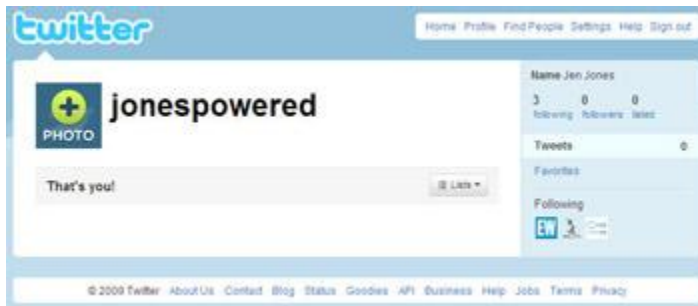 twitter
Home Profile Find People Settings Help Sign out
PHOTO
jonespowered
That's you!
Lists
Name Jen Jones
3 0 0
following followers listed
Tweets 0
Favorites
Following
EW
© 2009 Twitter About Us Contact Blog Status Goodies API Business Help Jobs Terms Privacy